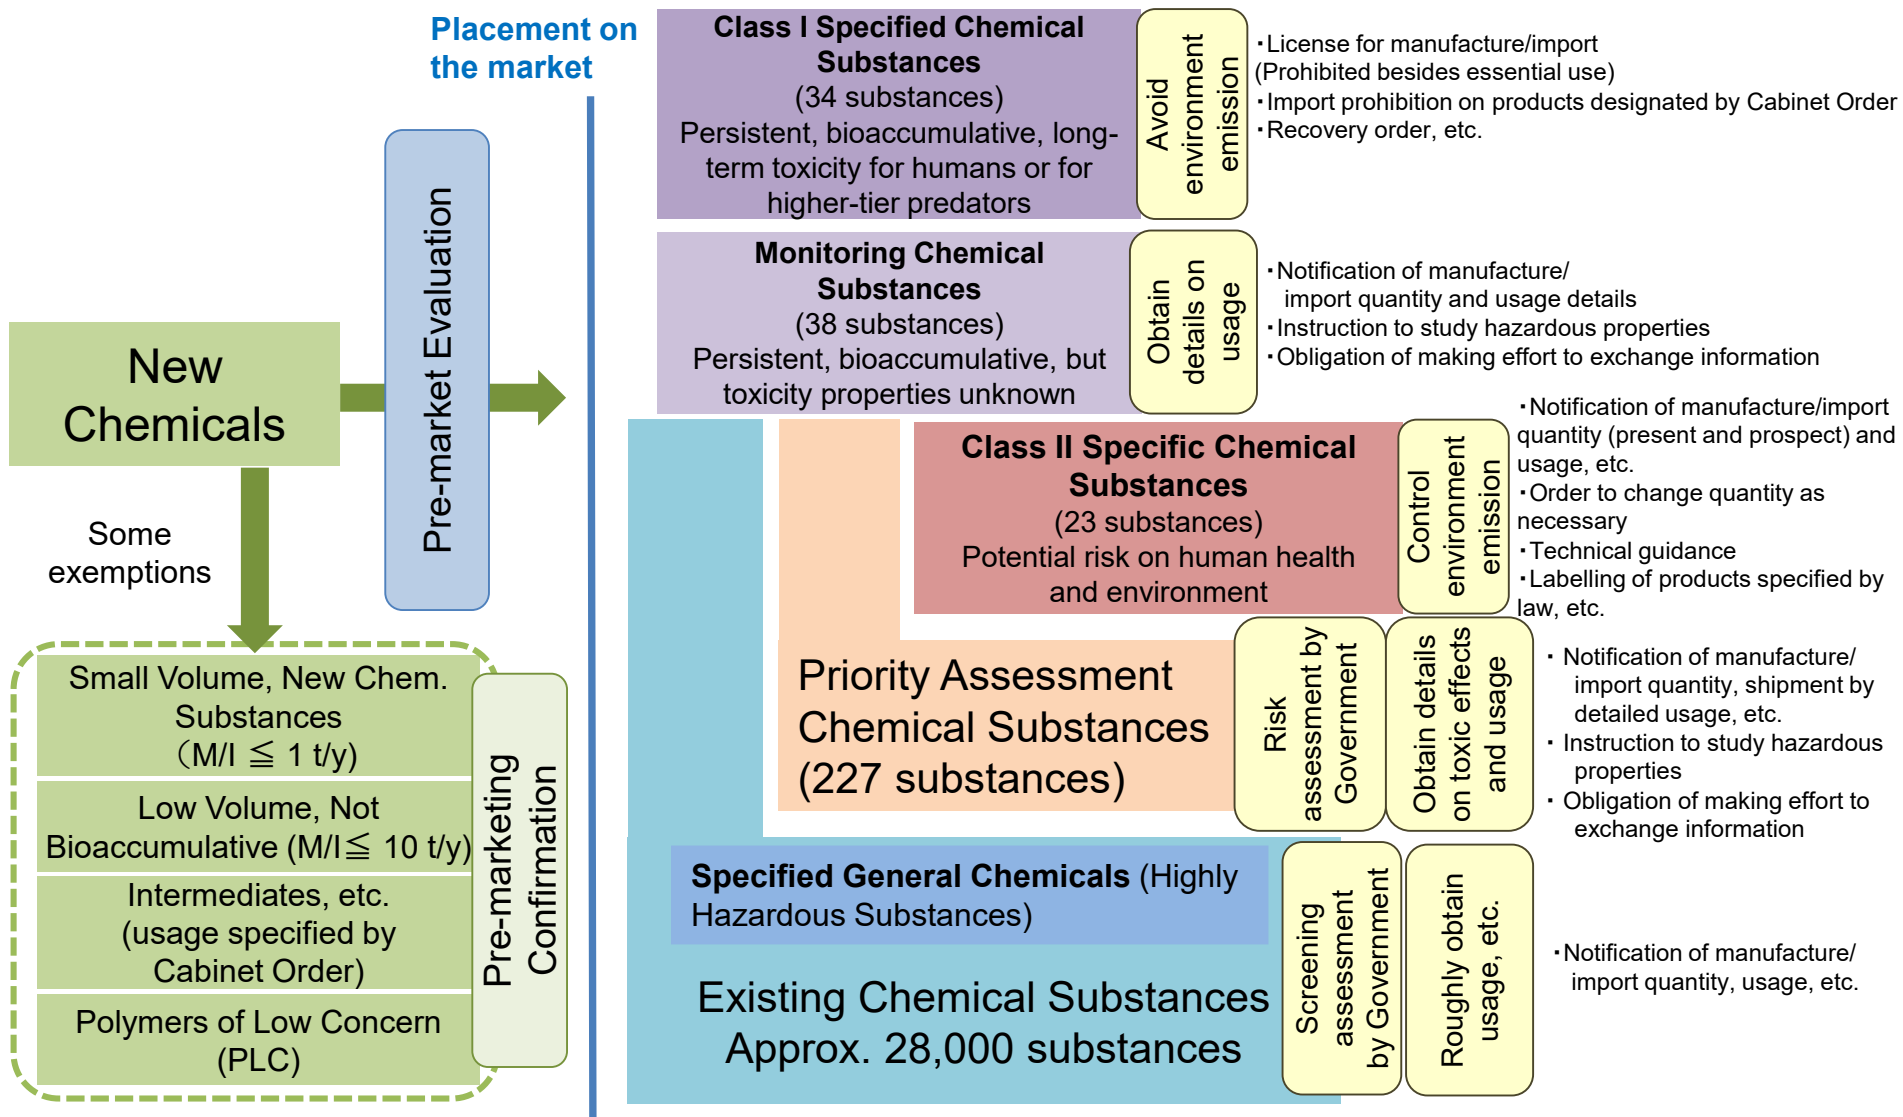 Placement on
the market
New
Chemicals
Some
exemptions
Pre-market Evaluation
Small Volume, New Chem.
Substances
（M/I ≦ 1 t/y)
Low Volume, Not
Bioaccumulative (M/I≦ 10 t/y)
Intermediates, etc.
(usage specified by
Cabinet Order)
Polymers of Low Concern
(PLC)
Pre-marketing
Confirmation
Class I Specified Chemical
Substances
(34 substances)
Persistent, bioaccumulative, long-
term toxicity for humans or for
higher-tier predators
Avoid
environment
emission
・License for manufacture/import
(Prohibited besides essential use)
・Import prohibition on products designated by Cabinet Order
・Recovery order, etc.
Monitoring Chemical
Substances
(38 substances)
Persistent, bioaccumulative, but
toxicity properties unknown
Obtain
details on
usage
・Notification of manufacture/
import quantity and usage details
・Instruction to study hazardous properties
・Obligation of making effort to exchange information
Class II Specific Chemical
Substances
(23 substances)
Potential risk on human health
and environment
Control
environment
emission
・Notification of manufacture/import
quantity (present and prospect) and
usage, etc.
・Order to change quantity as
necessary
・Technical guidance
・Labelling of products specified by
law, etc.
Priority Assessment
Chemical Substances
(227 substances)
Risk
assessment by
Government
Obtain details
on toxic effects
and usage
・ Notification of manufacture/
import quantity, shipment by
detailed usage, etc.
・ Instruction to study hazardous
properties
・ Obligation of making effort to
exchange information
Specified General Chemicals (Highly
Hazardous Substances)
Existing Chemical Substances
Approx. 28,000 substances
Screening
assessment
by Government
Roughly obtain
usage, etc.
・Notification of manufacture/
import quantity, usage, etc.